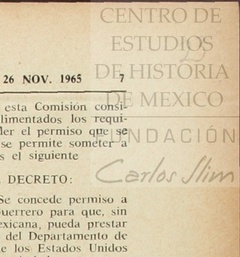 CENTRO DE
ESTUDIOS
DE HISTORIA
DE MEXICO
FUNDACIÓN
Carlos Slim
26 NOV. 1965 7
esta Comisión consi-
limentados los requi-
der el permiso que se
se permite someter a
s el siguiente
DECRETO:
Se concede permiso a
uerrero para que, sin
exicana, pueda prestar
del Departamento de
e los Estados Unidos